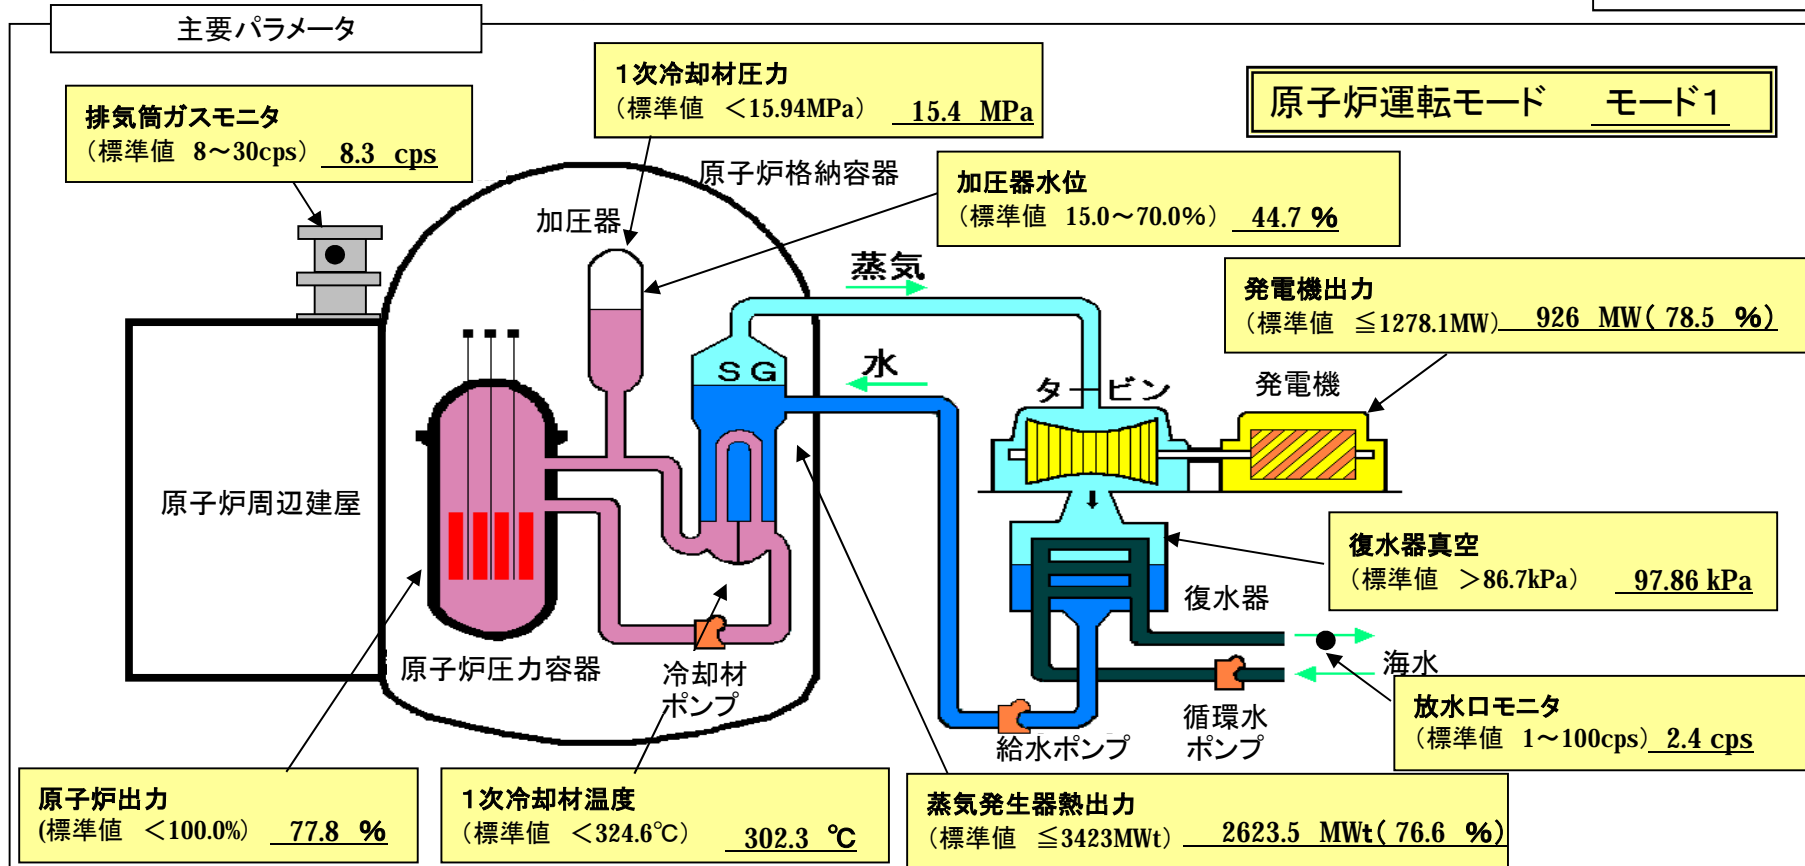 主要パラメータ
1次冷却材圧力
(標準値 <15.94MPa) 15.4 MPa
原子炉運転モード モード1
排気筒ガスモニタ
(標準値 8~30cps) 8.3 cps
原子炉格納容器
加圧器水位
(標準値 15.0~70.0%) 44.7 %
加圧器
蒸気
発電機出力
(標準値 ≦1278.1MW) 926 MW( 78.5 %)
SG
水
タービン
発電機
原子炉周辺建屋
復水器真空
(標準値 >86.7kPa) 97.86 kPa
復水器
原子炉圧力容器
冷却材
ポンプ
海水
放水口モニタ
(標準値 1~100cps) 2.4 cps
循環水
ポンプ
給水ポンプ
原子炉出力
(標準値 <100.0%) 77.8 %
1次冷却材温度
(標準値 <324.6℃) 302.3 ℃
蒸気発生器熱出力
(標準値 ≦3423MWt) 2623.5 MWt( 76.6 %)